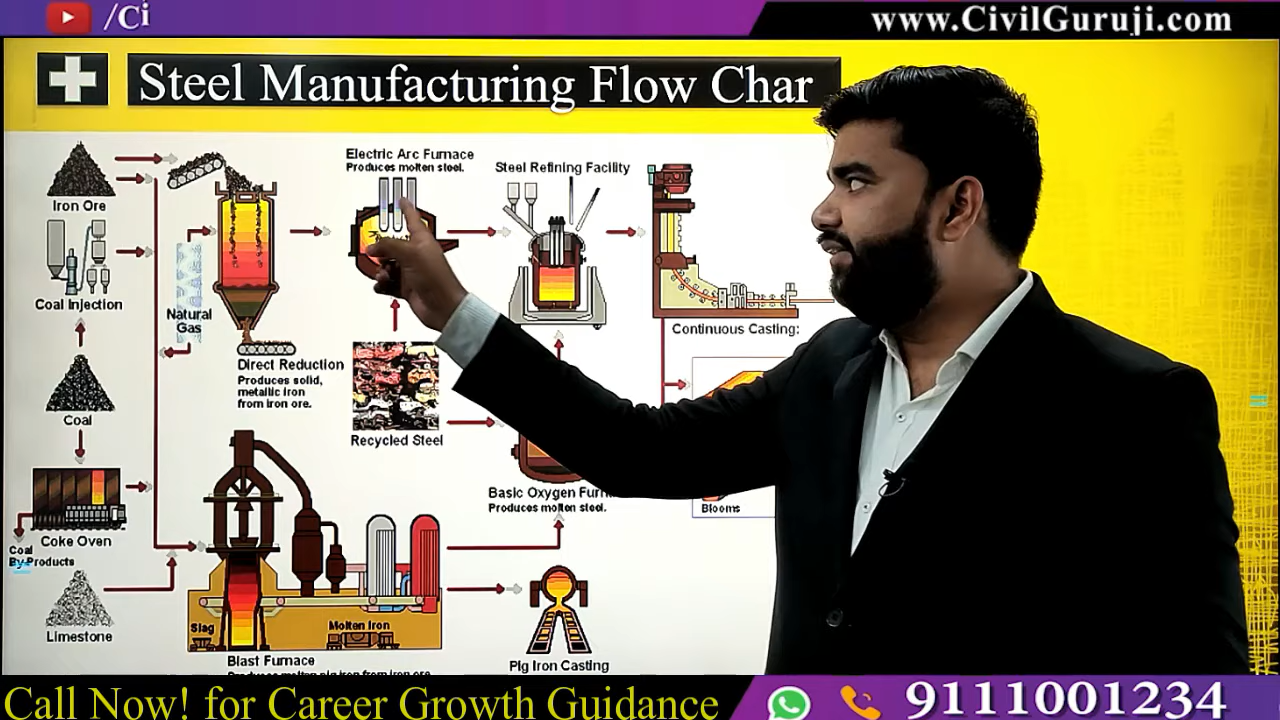 /Ci
www.CivilGuruji.com
Steel Manufacturing Flow Char
Electric Arc Furnace
Produces molten steel.
Steel Refining Facility
Iron Ore
Coal Injection
Natural
Gas
Continuous Casting:
Direct Reduction
Produces solid,
metallic iron
from iron ore.
Coal
Recycled Steel
Basic Oxygen Furn
Produces molten steel.
Blooms
Coke Oven
Coal
By Products
Limestone
Slag
Molten Iron
Blast Furnace
Pig Iron Casting
Call Now! for Career Growth Guidance
9111001234